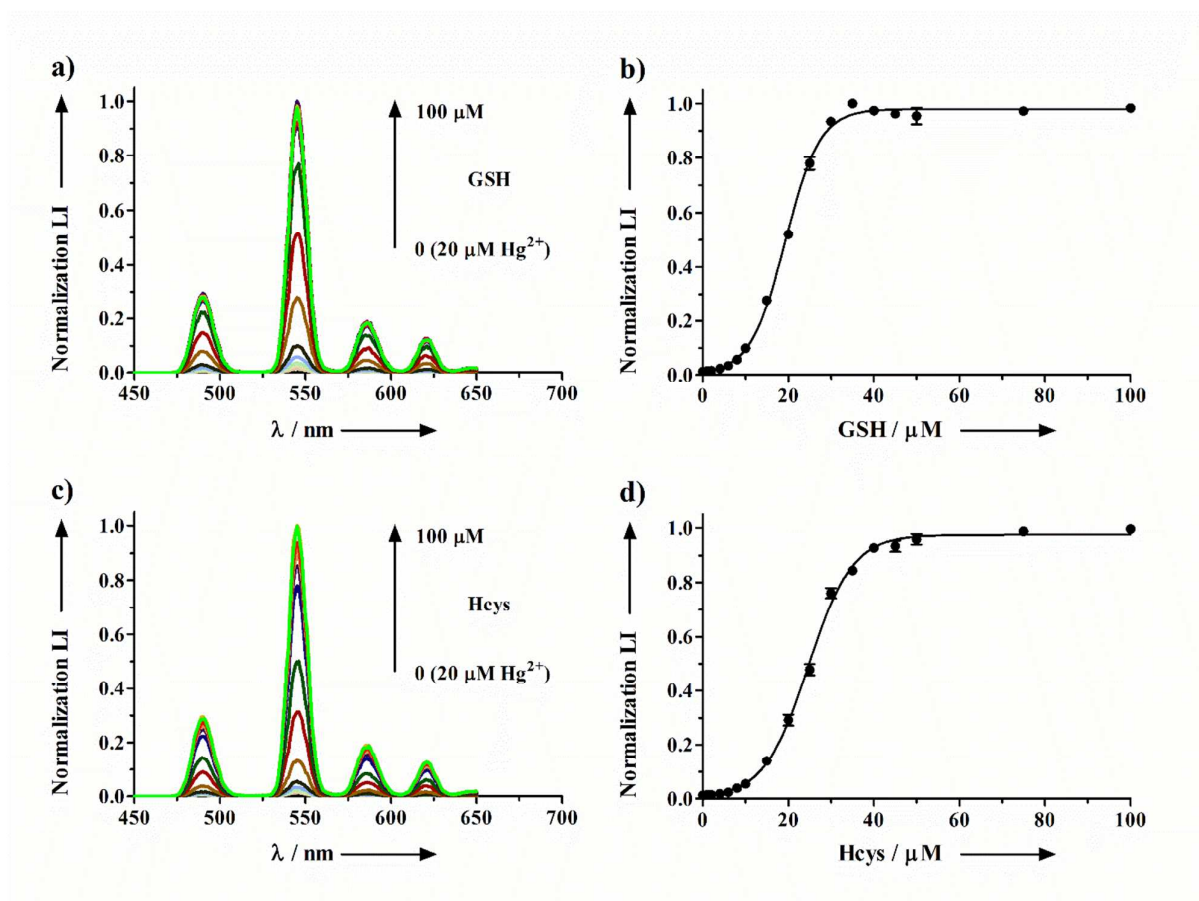 a)
Normalization LI
1.0
0.8
0.6
0.4
0.2
0.0
450 500 550 600 650 700
λ / nm
100 μM
GSH
0 (20 μM Hg²⁺)
b)
Normalization LI
1.0
0.8
0.6
0.4
0.2
0.0
0 20 40 60 80 100
GSH / μM
c)
Normalization LI
1.0
0.8
0.6
0.4
0.2
0.0
450 500 550 600 650 700
λ / nm
100 μM
Hcys
0 (20 μM Hg²⁺)
d)
Normalization LI
1.0
0.8
0.6
0.4
0.2
0.0
0 20 40 60 80 100
Hcys / μM